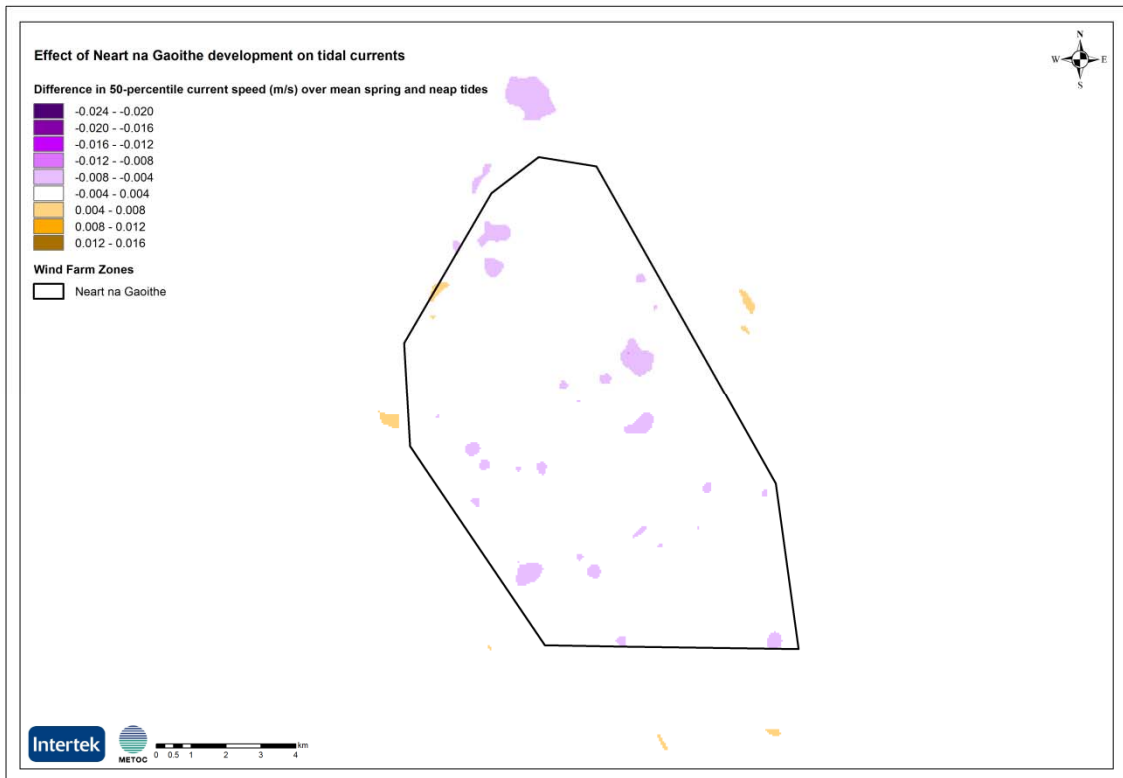 Effect of Neart na Gaoithe development on tidal currents
Difference in 50-percentile current speed (m/s) over mean spring and neap tides
-0.024 - -0.020
-0.020 - -0.016
-0.016 - -0.012
-0.012 - -0.008
-0.008 - -0.004
-0.004 - 0.004
0.004 - 0.008
0.008 - 0.012
0.012 - 0.016
Wind Farm Zones
Neart na Gaoithe
N
W E
S
Intertek
METOC
km
0 0.5 1 2 3 4